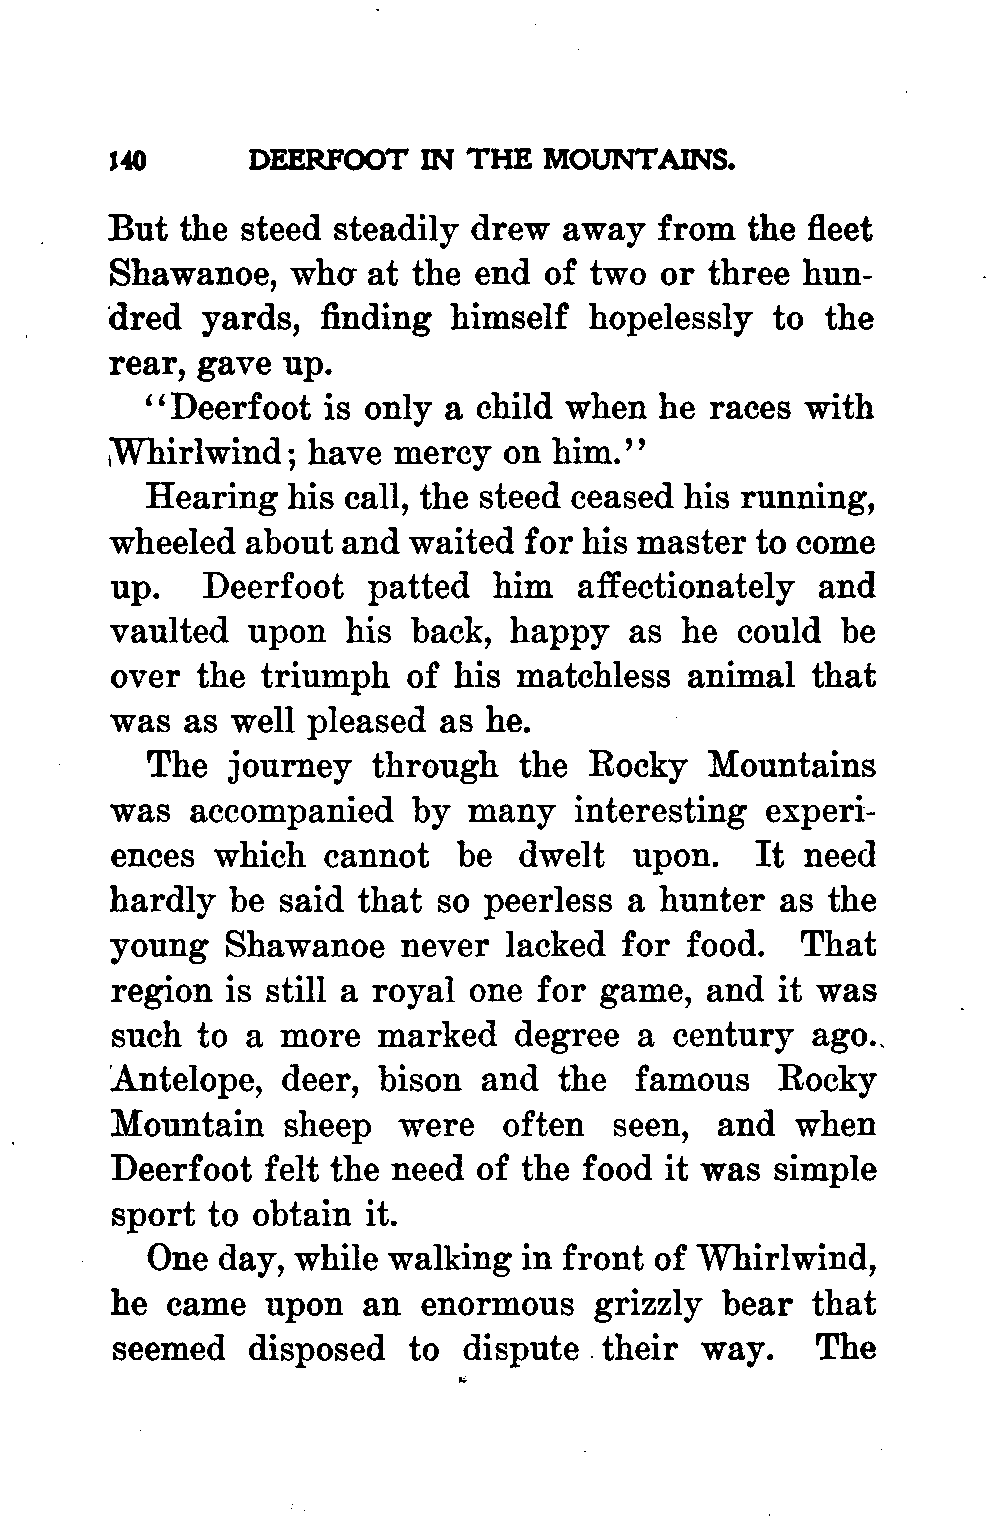 140 DEERFOOT IN THE MOUNTAINS.
But the steed steadily drew away from the fleet
Shawanoe, who at the end of two or three hun-
dred yards, finding himself hopelessly to the
rear, gave up.
"Deerfoot is only a child when he races with
Whirlwind; have mercy on him."
Hearing his call, the steed ceased his running,
wheeled about and waited for his master to come
up. Deerfoot patted him affectionately and
vaulted upon his back, happy as he could be
over the triumph of his matchless animal that
was as well pleased as he.
The journey through the Rocky Mountains
was accompanied by many interesting experi-
ences which cannot be dwelt upon. It need
hardly be said that so peerless a hunter as the
young Shawanoe never lacked for food. That
region is still a royal one for game, and it was
such to a more marked degree a century ago.
Antelope, deer, bison and the famous Rocky
Mountain sheep were often seen, and when
Deerfoot felt the need of the food it was simple
sport to obtain it.
One day, while walking in front of Whirlwind,
he came upon an enormous grizzly bear that
seemed disposed to dispute their way. The